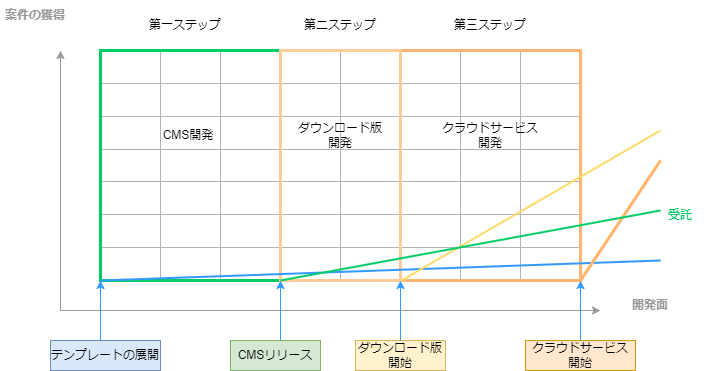 案件の獲得
第一ステップ
第ニステップ
第三ステップ
CMS開発
ダウンロード版
開発
クラウドサービス
開発
受託
開発面
テンプレートの展開
CMSリリース
ダウンロード版
開始
クラウドサービス
開始